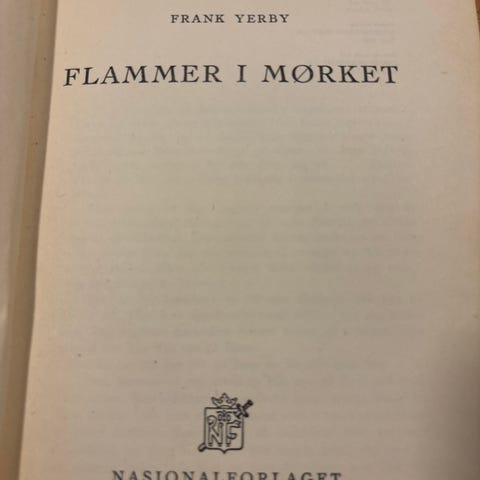 FRANK YERBY
FLAMMER I MØRKET
NF
NASJONALFORLAGET